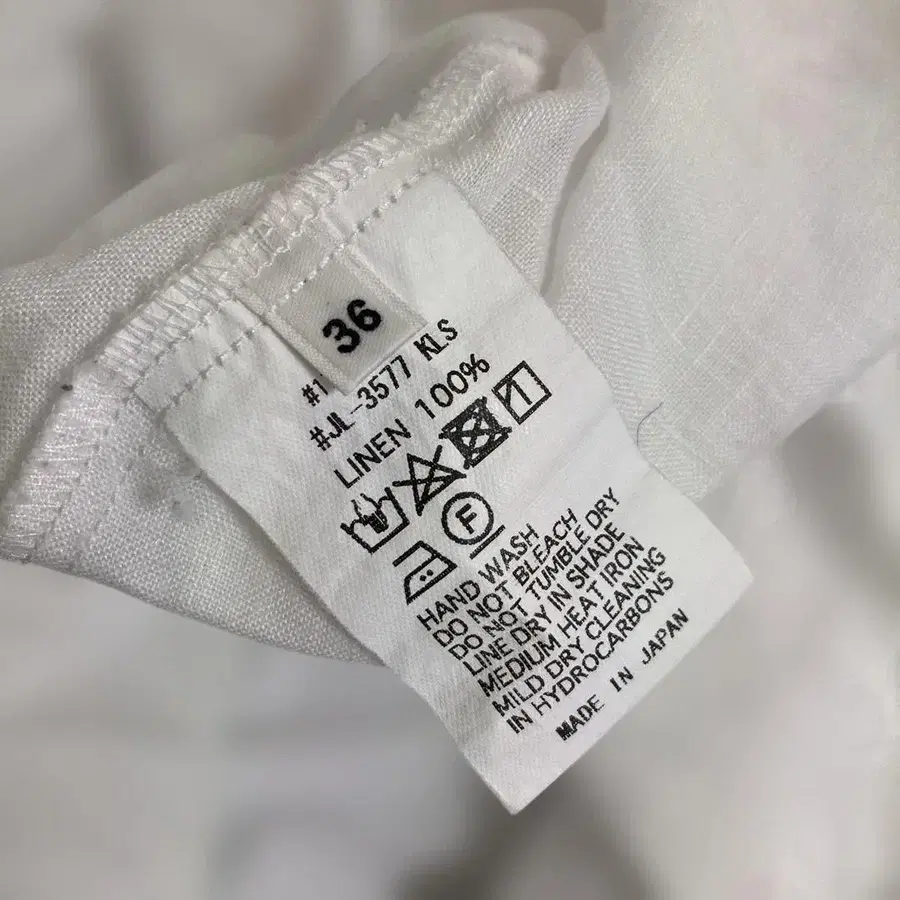 36
#JL-3577 KLS
LINEN 100%
F
HAND WASH
DO NOT BLEACH
DO NOT TUMBLE DRY
LINE DRY IN SHADE
MEDIUM HEAT IRON
MILD DRY CLEANING
IN HYDROCARBONS
MADE IN JAPAN